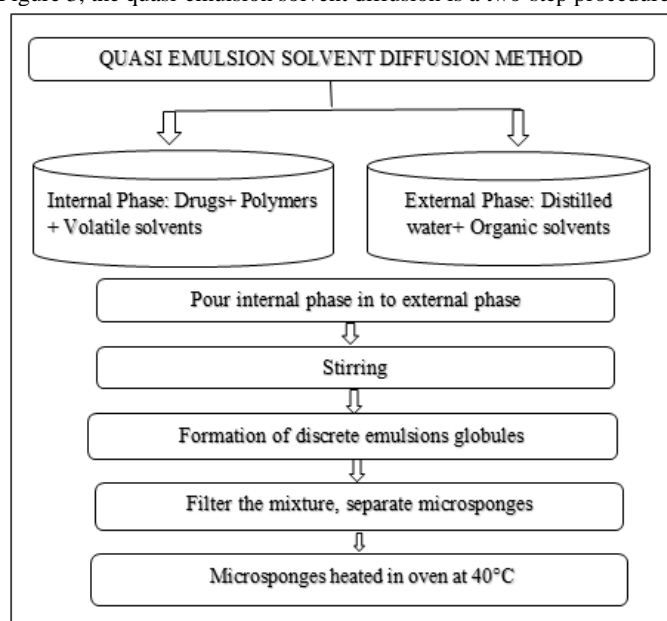 Figure 3, the quasi-emulsion solvent diffusion is a two-step procedure
QUASI EMULSION SOLVENT DIFFUSION METHOD
Internal Phase: Drugs+ Polymers
+ Volatile solvents
External Phase: Distilled
water+ Organic solvents
Pour internal phase in to external phase
Stirring
Formation of discrete emulsions globules
Filter the mixture, separate microsponges
Microsponges heated in oven at 40°C